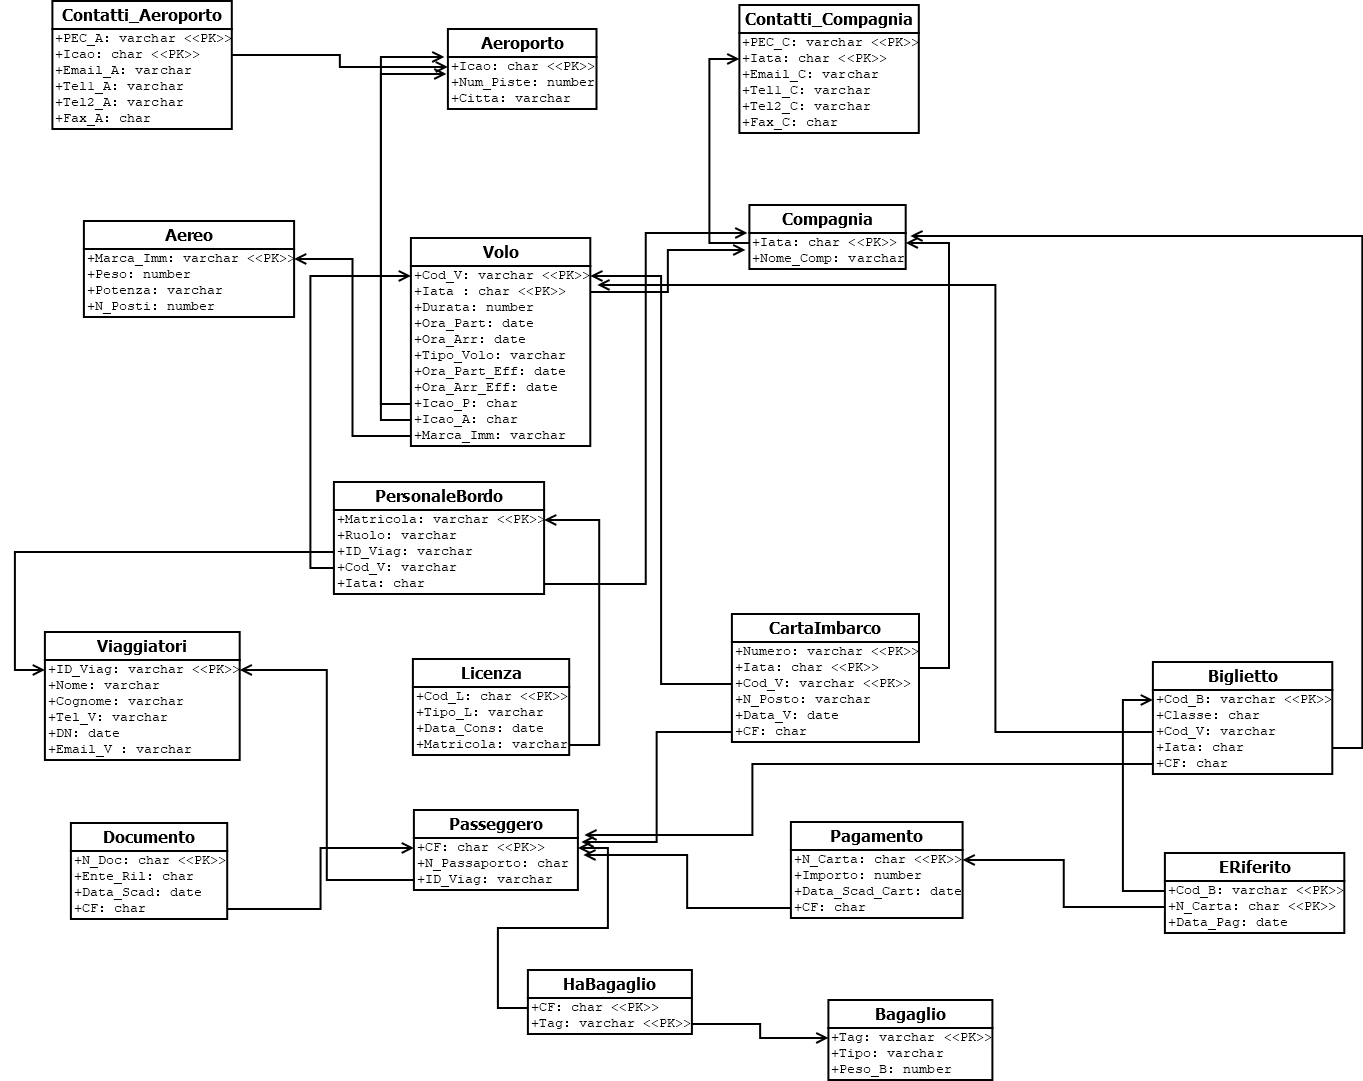 Contatti_Aeroporto
+PEC_A: varchar <<PK>>
+Icao: char <<PK>>
+Email_A: varchar
+Tel1_A: varchar
+Tel2_A: varchar
+Fax_A: char
Aeroporto
+Icao: char <<PK>>
+Num_Piste: number
+Citta: varchar
Contatti_Compagnia
+PEC_C: varchar <<PK>>
+Iata: char <<PK>>
+Email_C: varchar
+Tel1_C: varchar
+Tel2_C: varchar
+Fax_C: char
Aereo
+Marca_Imm: varchar <<PK>>
+Peso: number
+Potenza: varchar
+N_Posti: number
Volo
+Cod_V: varchar <<PK>>
+Iata : char <<PK>>
+Durata: number
+Ora_Part: date
+Ora_Arr: date
+Tipo_Volo: varchar
+Ora_Part_Eff: date
+Ora_Arr_Eff: date
+Icao_P: char
+Icao_A: char
+Marca_Imm: varchar
Compagnia
+Iata: char <<PK>>
+Nome_Comp: varchar
PersonaleBordo
+Matricola: varchar <<PK>>
+Ruolo: varchar
+ID_Viag: varchar
+Cod_V: varchar
+Iata: char
Viaggiatori
+ID_Viag: varchar <<PK>>
+Nome: varchar
+Cognome: varchar
+Tel_V: varchar
+DN: date
+Email_V : varchar
Licenza
+Cod_L: char <<PK>>
+Tipo_L: varchar
+Data_Cons: date
+Matricola: varchar
CartaImbarco
+Numero: varchar <<PK>>
+Iata: char <<PK>>
+Cod_V: varchar <<PK>>
+N_Posto: varchar
+Data_V: date
+CF: char
Biglietto
+Cod_B: varchar <<PK>>
+Classe: char
+Cod_V: varchar
+Iata: char
+CF: char
Documento
+N_Doc: char <<PK>>
+Ente_Ril: char
+Data_Scad: date
+CF: char
Passeggero
+CF: char <<PK>>
+N_Passaporto: char
+ID_Viag: varchar
Pagamento
+N_Carta: char <<PK>>
+Importo: number
+Data_Scad_Cart: date
+CF: char
ERiferito
+Cod_B: varchar <<PK>>
+N_Carta: char <<PK>>
+Data_Pag: date
HaBagaglio
+CF: char <<PK>>
+Tag: varchar <<PK>>
Bagaglio
+Tag: varchar <<PK>>
+Tipo: varchar
+Peso_B: number